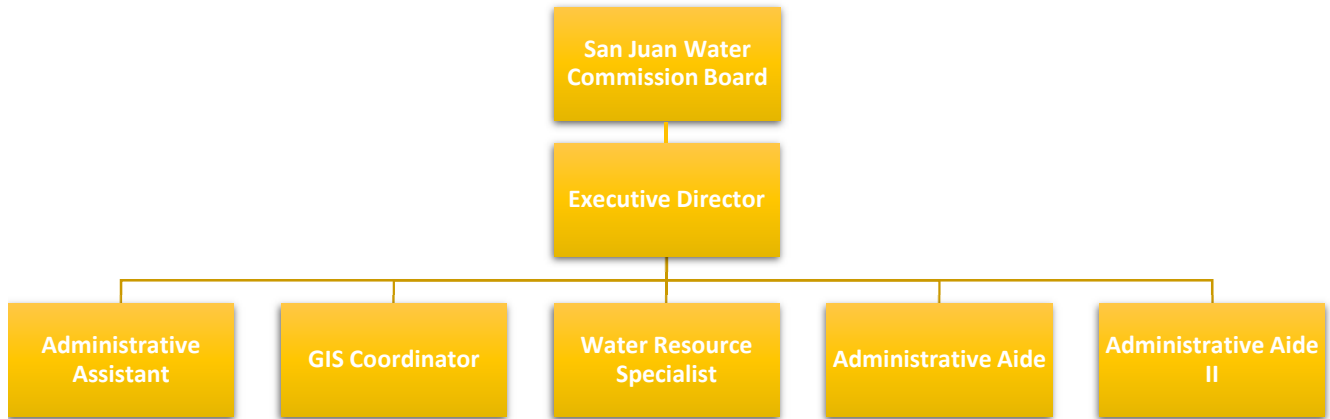 San Juan Water
Commission Board
Executive Director
Administrative
Assistant
GIS Coordinator
Water Resource
Specialist
Administrative Aide
Administrative Aide
II